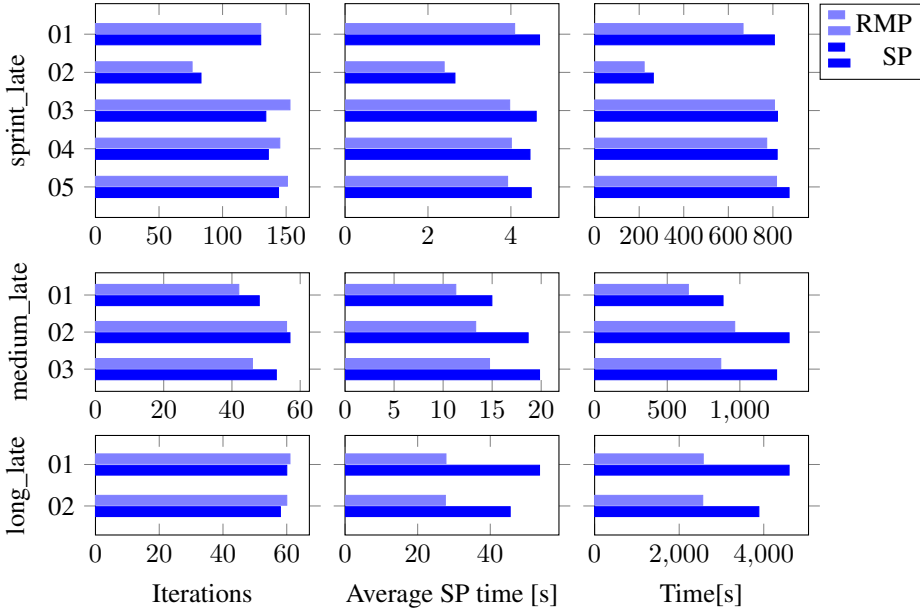 RMP
SP
sprint_late
01
02
03
04
05
0 50 100 150
0 2 4
0 200 400 600 800
medium_late
01
02
03
0 20 40 60
0 5 10 15 20
0 500 1,000
long_late
01
02
0 20 40 60
0 20 40
0 2,000 4,000
Iterations Average SP time [s] Time[s]